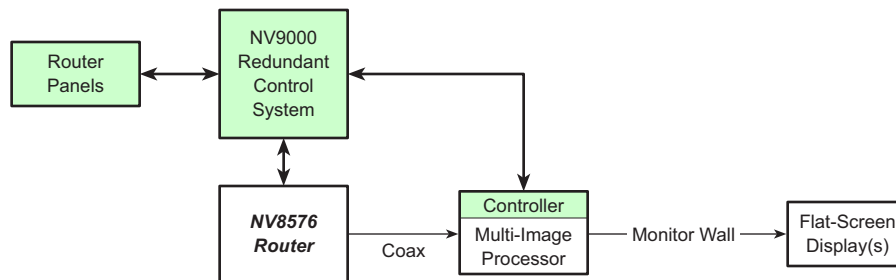 NV9000
Redundant
Control
System
Router
Panels
NV8576
Router
Coax
Controller
Multi-Image
Processor
Monitor Wall
Flat-Screen
Display(s)